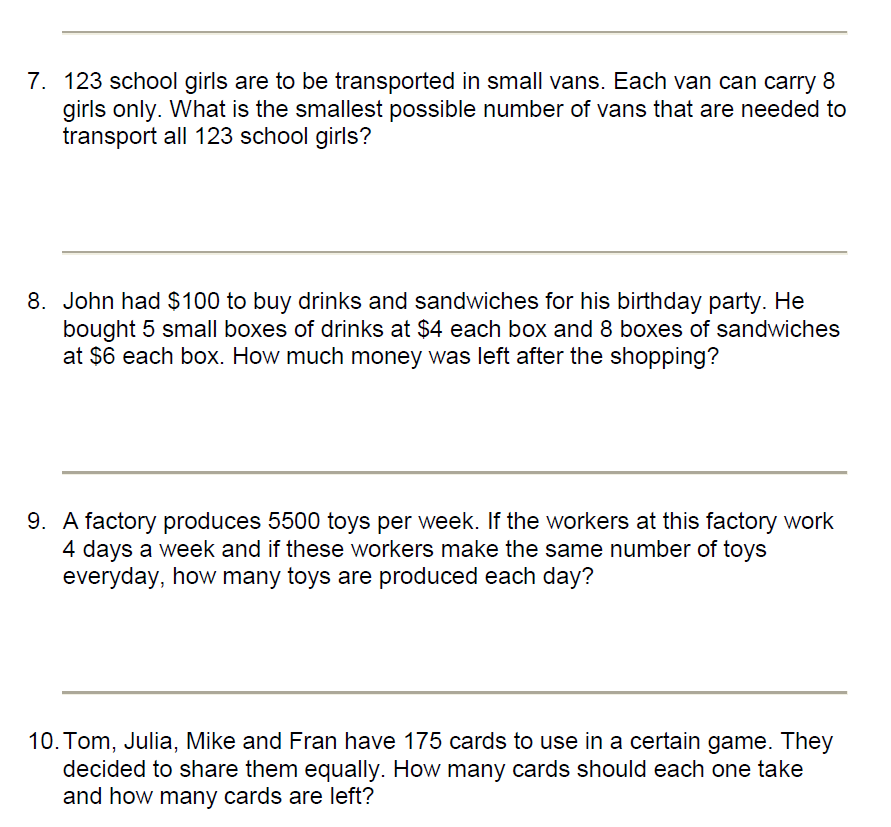 7. 123 school girls are to be transported in small vans. Each van can carry 8
girls only. What is the smallest possible number of vans that are needed to
transport all 123 school girls?
8. John had $100 to buy drinks and sandwiches for his birthday party. He
bought 5 small boxes of drinks at $4 each box and 8 boxes of sandwiches
at $6 each box. How much money was left after the shopping?
9. A factory produces 5500 toys per week. If the workers at this factory work
4 days a week and if these workers make the same number of toys
everyday, how many toys are produced each day?
10. Tom, Julia, Mike and Fran have 175 cards to use in a certain game. They
decided to share them equally. How many cards should each one take
and how many cards are left?